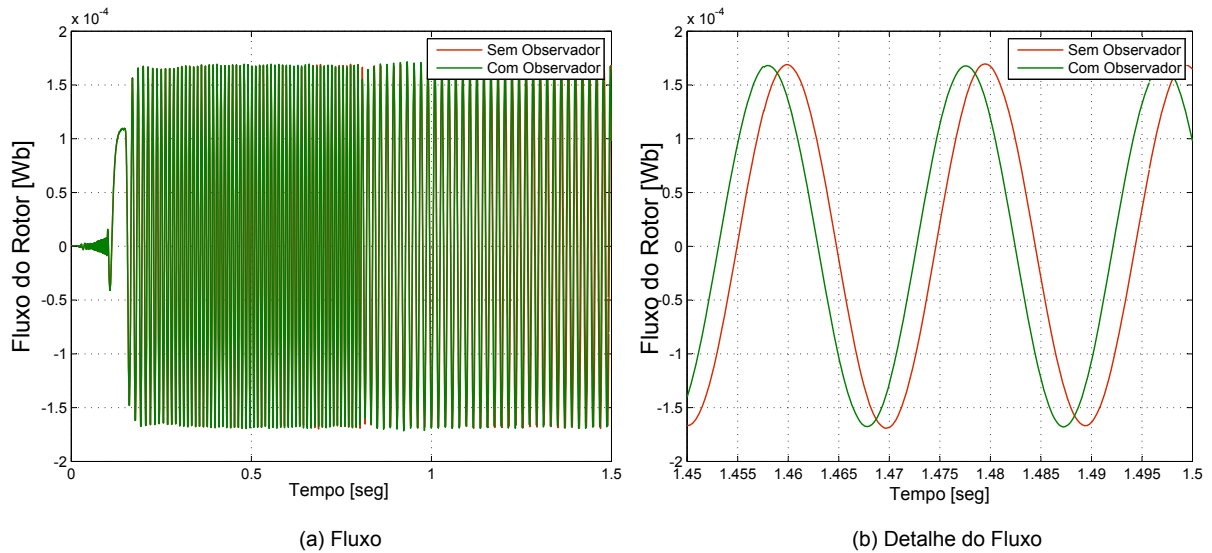 x 10⁻⁴
2
1.5
1
0.5
0
-0.5
-1
-1.5
-2
Fluxo do Rotor [Wb]
0 0.5 1 1.5
Tempo [seg]
Sem Observador
Com Observador
(a) Fluxo
x 10⁻⁴
2
1.5
1
0.5
0
-0.5
-1
-1.5
-2
Fluxo do Rotor [Wb]
1.45 1.455 1.46 1.465 1.47 1.475 1.48 1.485 1.49 1.495 1.5
Tempo [seg]
Sem Observador
Com Observador
(b) Detalhe do Fluxo